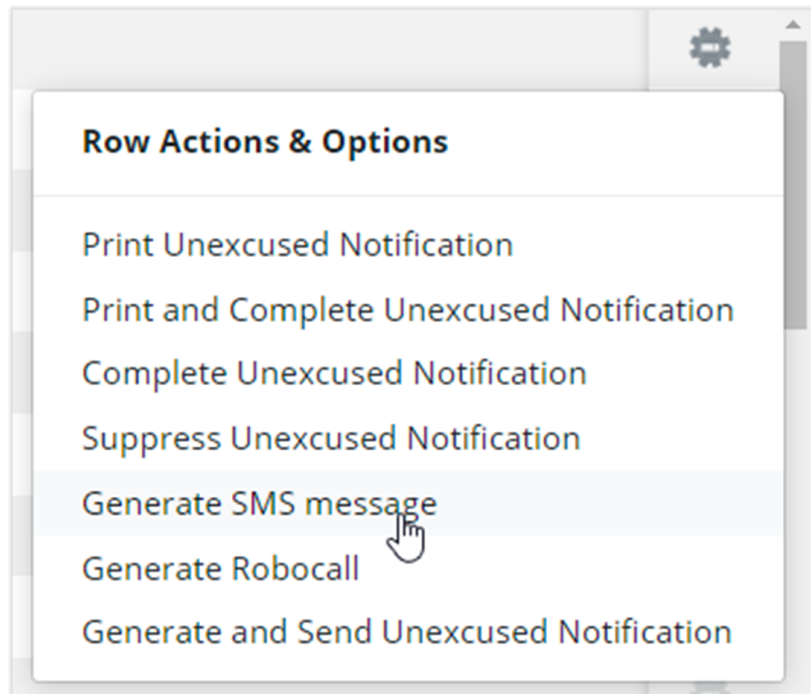 Row Actions & Options
Print Unexcused Notification
Print and Complete Unexcused Notification
Complete Unexcused Notification
Suppress Unexcused Notification
Generate SMS message
Generate Robocall
Generate and Send Unexcused Notification